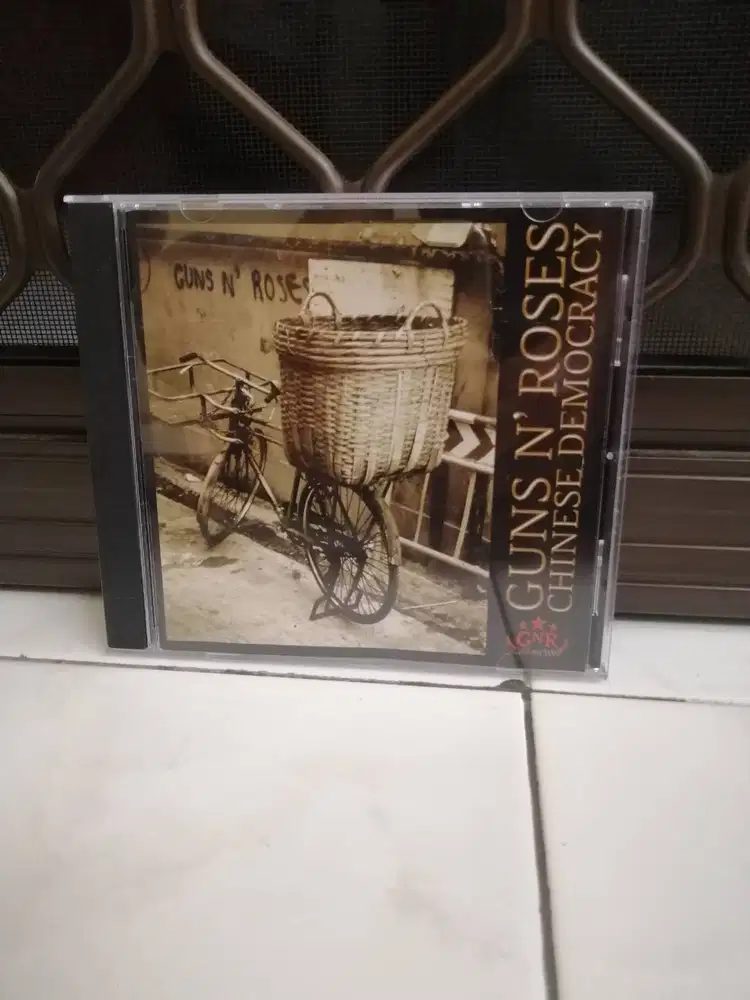 GUNS N' ROSES
GUNS N' ROSES
CHINESE DEMOCRACY
GNR